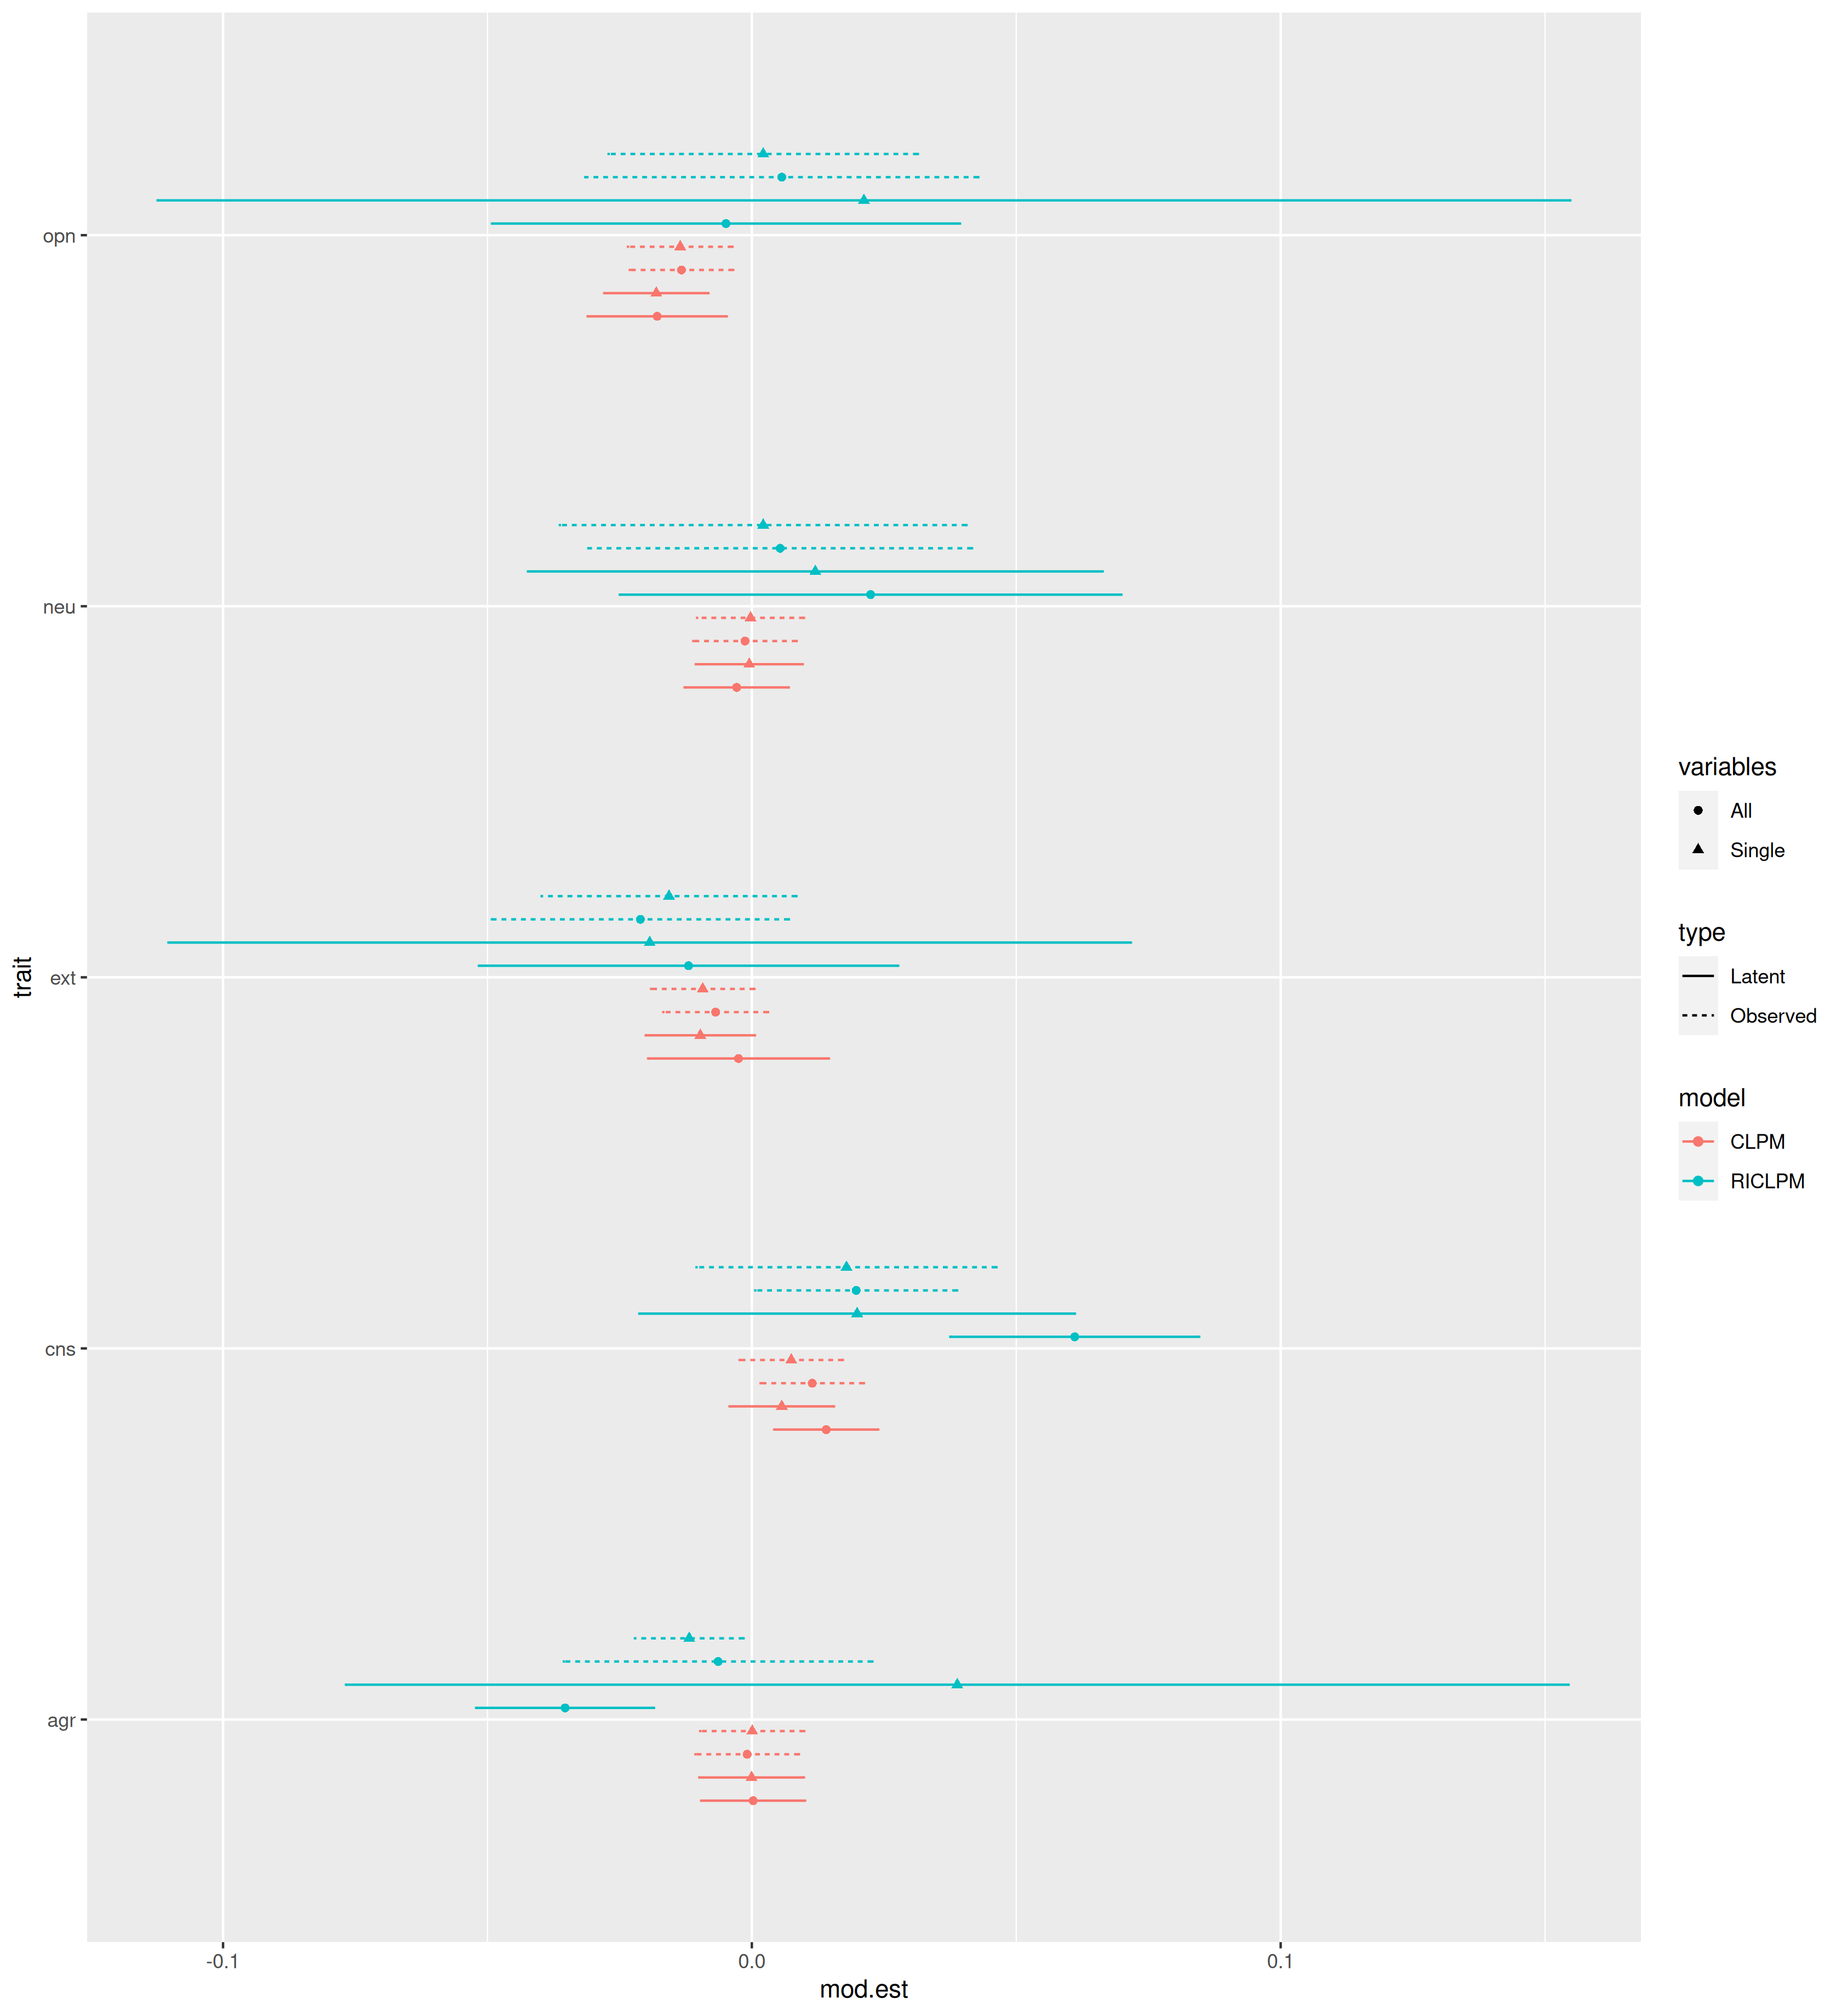 trait
opn
neu
ext
cns
agr
-0.1
0.0
0.1
mod.est
variables
All
Single
type
Latent
Observed
model
CLPM
RICLPM